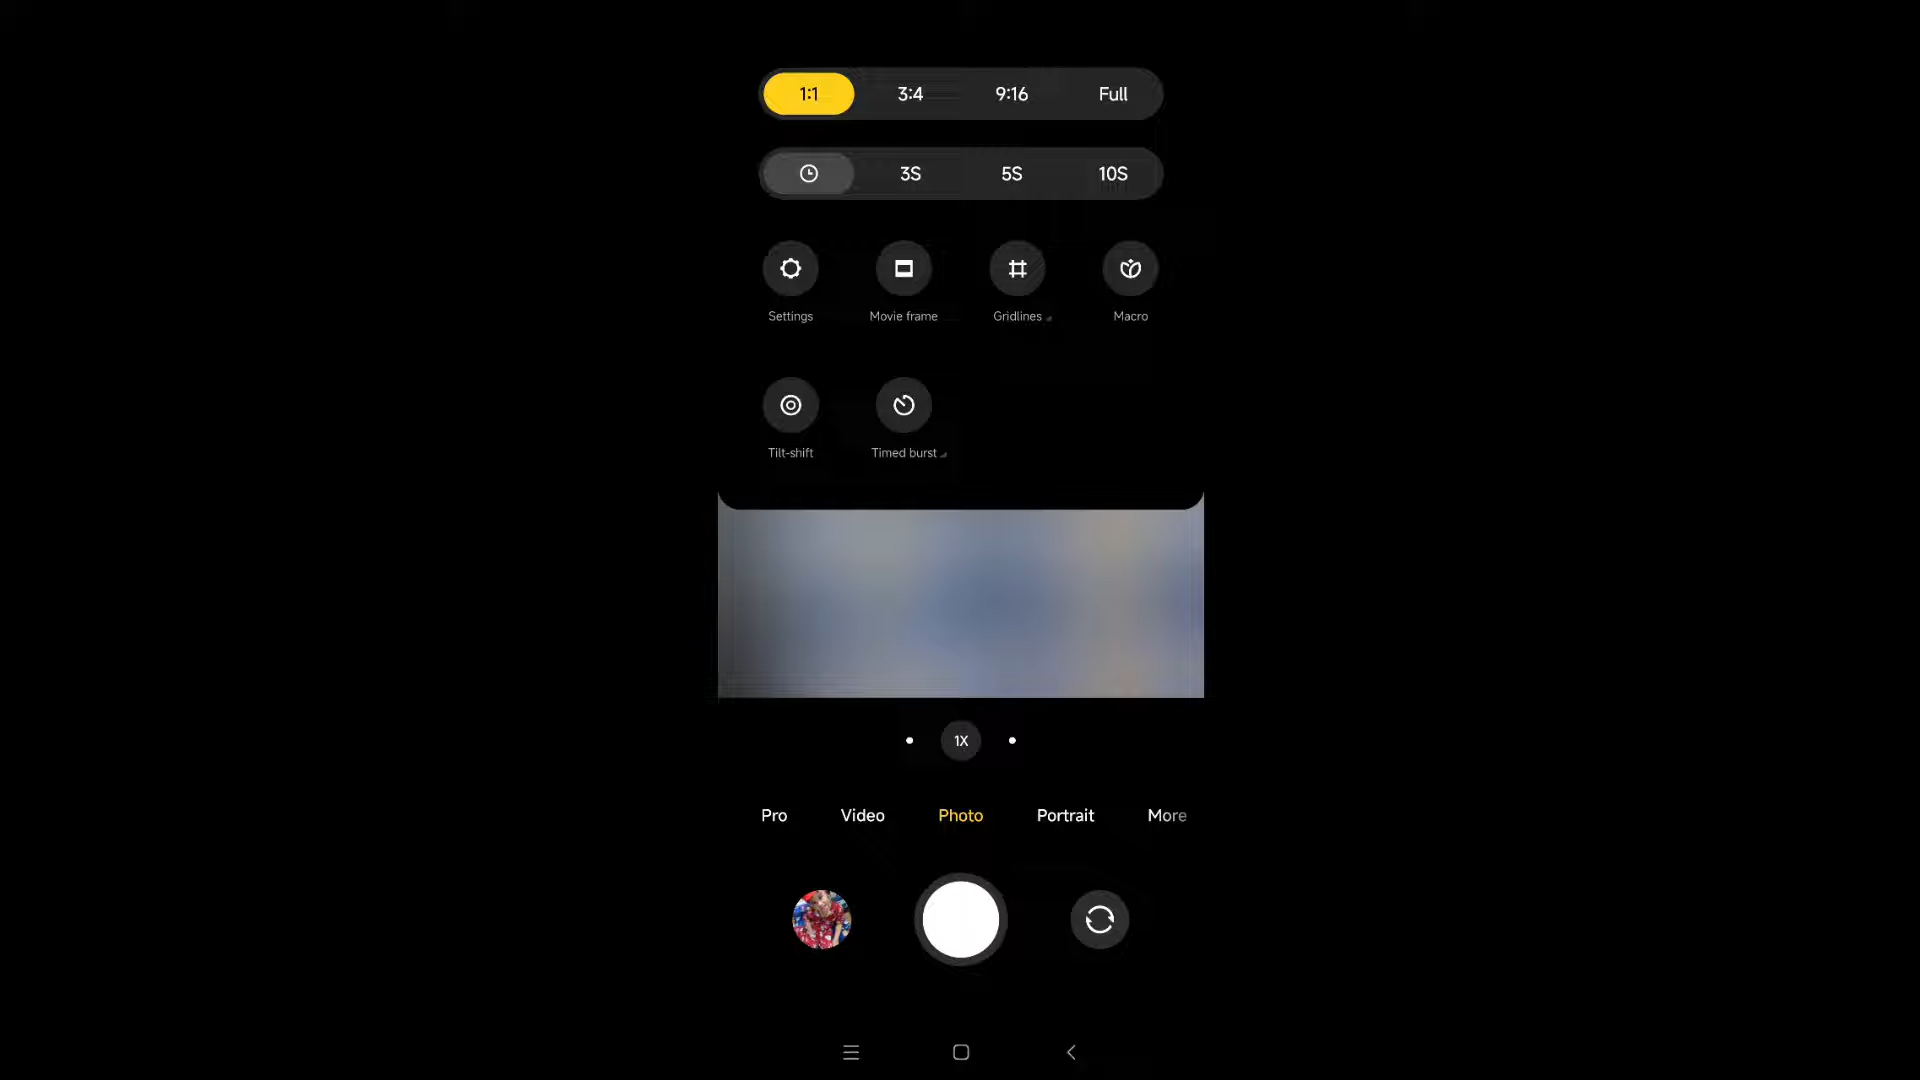 1:1 3:4 9:16 Full
3S 5S 10S
Settings Movie frame Gridlines Macro
Tilt-shift Timed burst
1X
Pro Video Photo Portrait More